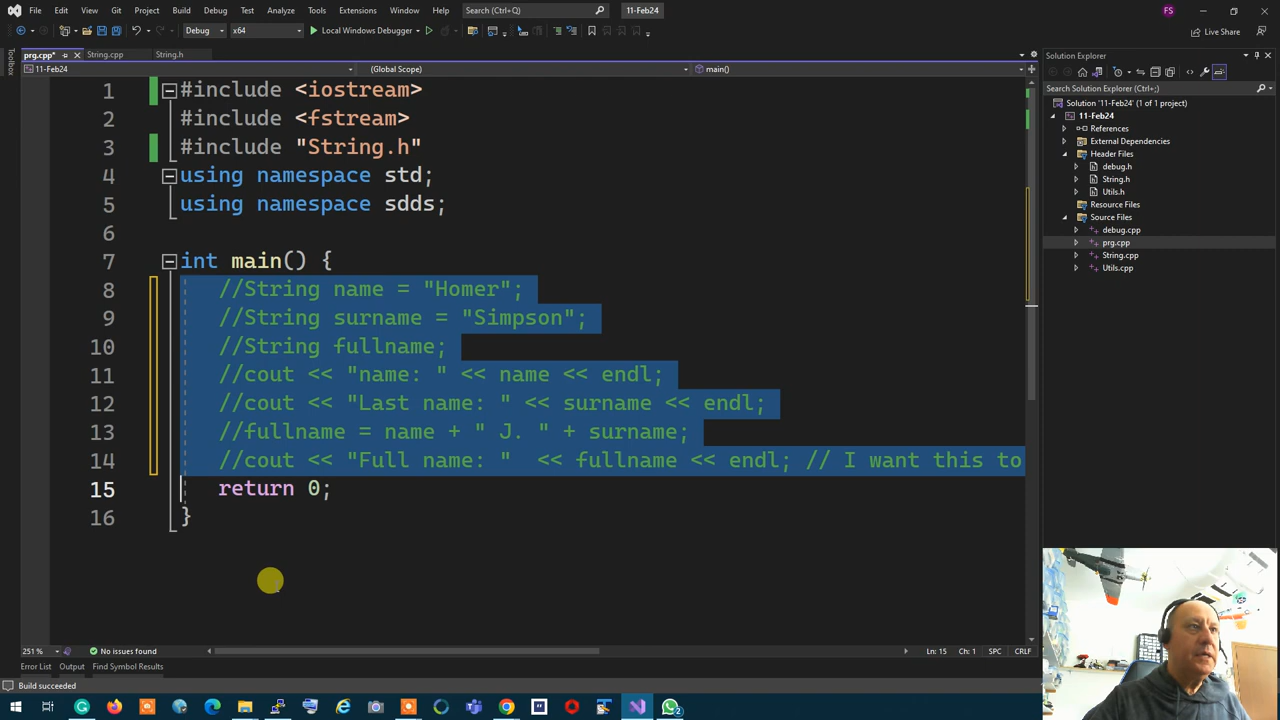 File Edit View Git Project Build Debug Test Analyze Tools Extensions Window Help Search (Ctrl+Q) 11-Feb24 FS
Debug x64 Local Windows Debugger Live Share
prg.cpp* String.cpp String.h
11-Feb24 (Global Scope) main()
1 #include <iostream>
2 #include <fstream>
3 #include "String.h"
4 using namespace std;
5 using namespace sdds;
6
7 int main() {
8 //String name = "Homer";
9 //String surname = "Simpson";
10 //String fullname;
11 //cout << "name: " << name << endl;
12 //cout << "Last name: " << surname << endl;
13 //fullname = name + " J. " + surname;
14 //cout << "Full name: "  << fullname << endl; // I want this to
15 return 0;
16 }
251 % No issues found Ln: 15 Ch: 1 SPC CRLF
Error List Output Find Symbol Results
Build succeeded
Toolbox
Solution Explorer
Search Solution Explorer (Ctrl+;)
Solution '11-Feb24' (1 of 1 project)
11-Feb24
References
External Dependencies
Header Files
debug.h
String.h
Utils.h
Resource Files
Source Files
debug.cpp
prg.cpp
String.cpp
Utils.cpp
2